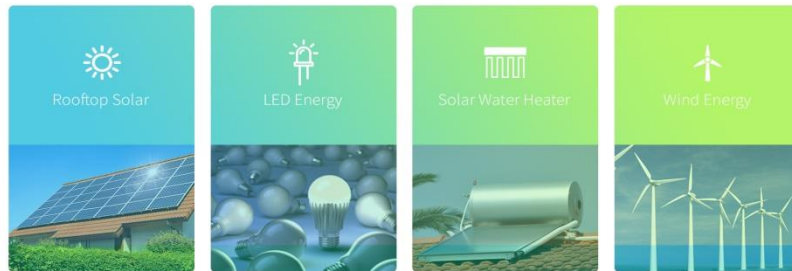 Rooftop Solar
LED Energy
Solar Water Heater
Wind Energy